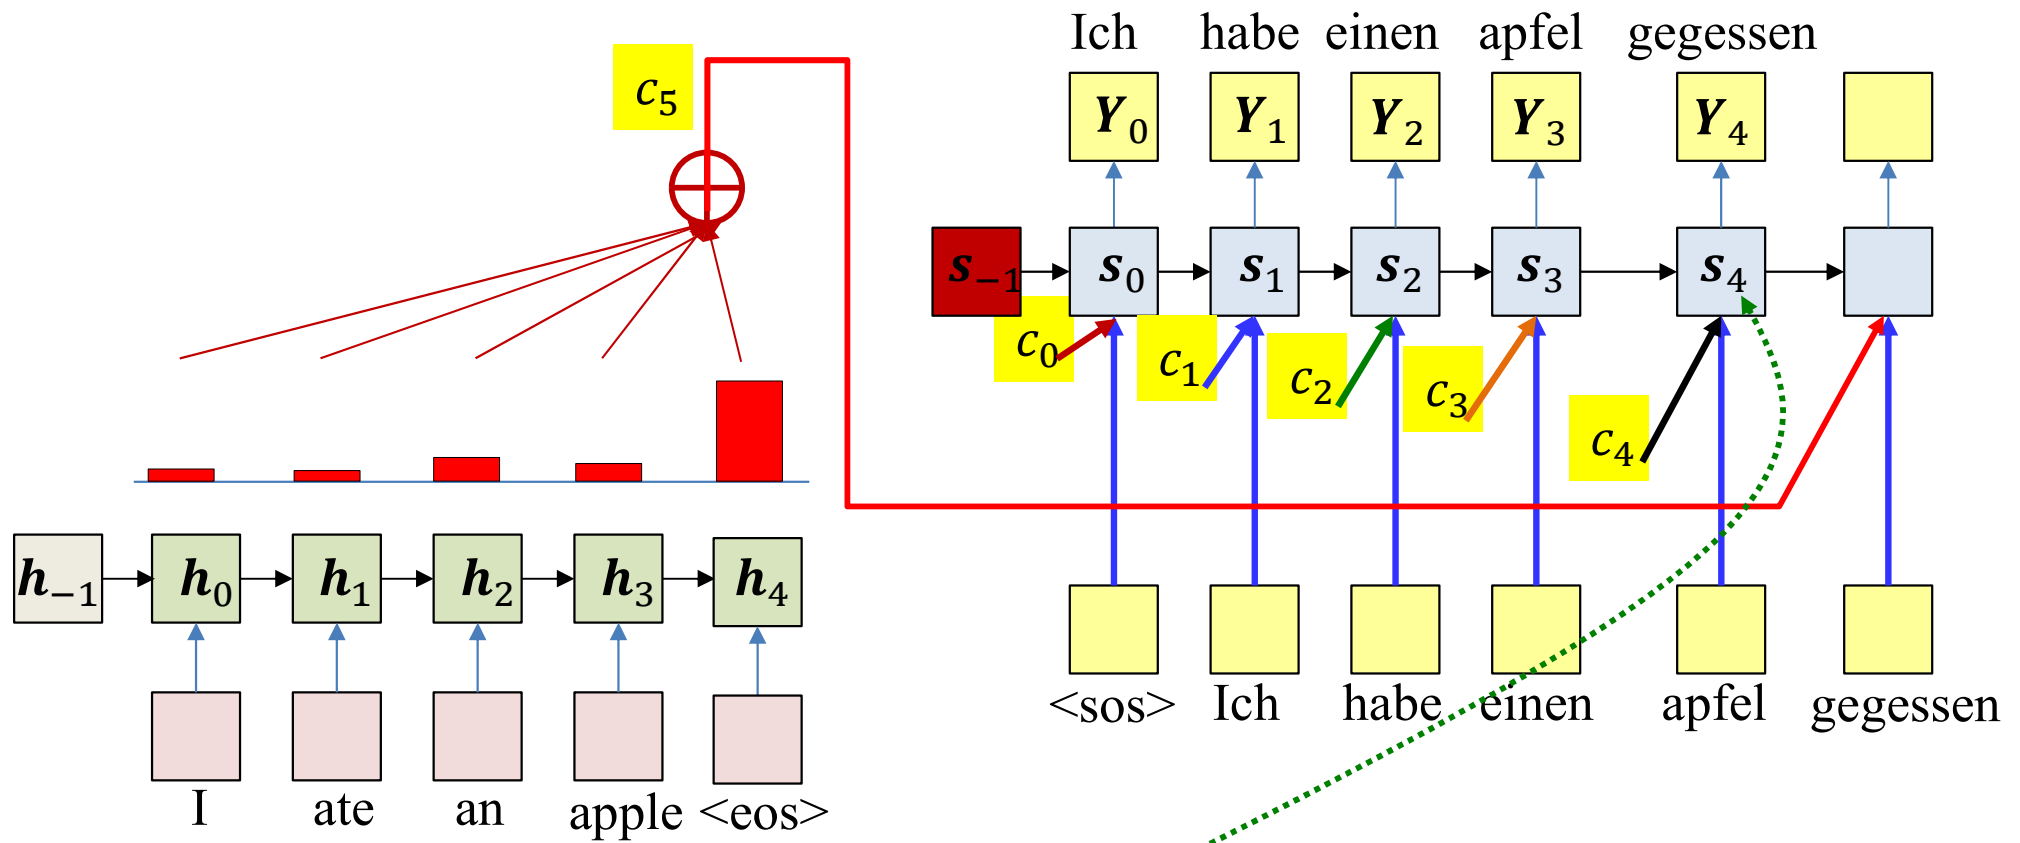 Ich habe einen apfel gegessen
c5
Y0 Y1 Y2 Y3 Y4
s−1 s0 s1 s2 s3 s4
c0 c1 c2 c3 c4
h−1 h0 h1 h2 h3 h4
<sos> Ich habe einen apfel gegessen
I ate an apple <eos>